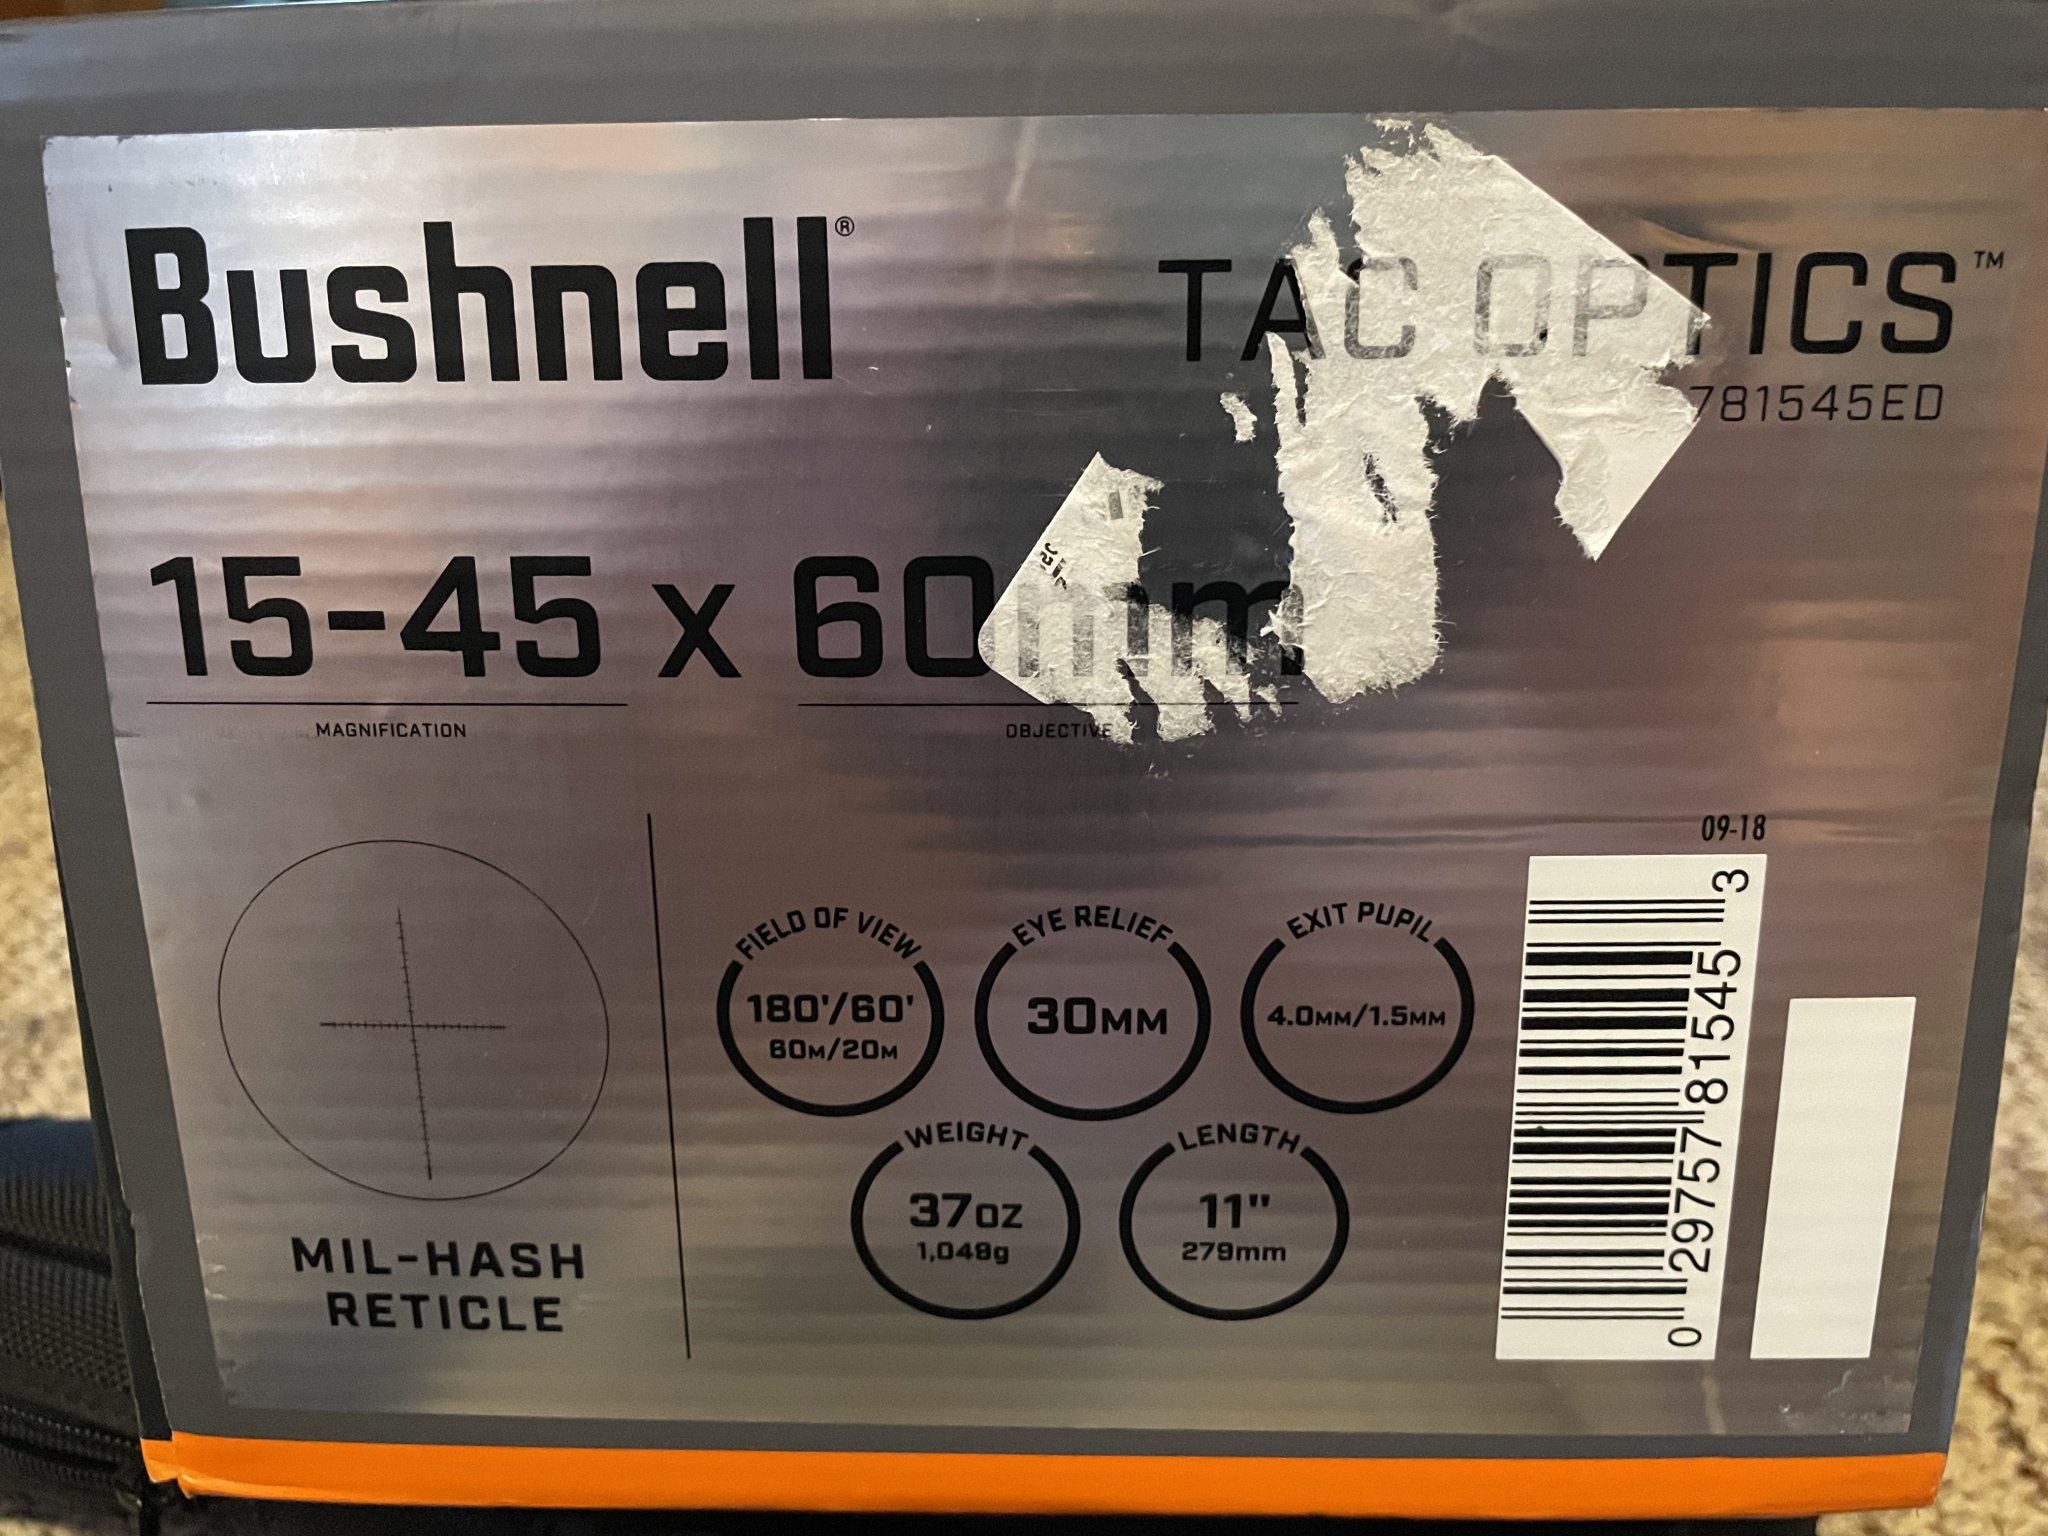 Bushnell®
TAC OPTICS™
781545ED
15-45 x 60mm
MAGNIFICATION
OBJECTIVE
09-18
FIELD OF VIEW
180'/60'
60M/20M
EYE RELIEF
30MM
EXIT PUPIL
4.0MM/1.5MM
WEIGHT
37OZ
1,049g
LENGTH
11"
279mm
MIL-HASH
RETICLE
0 29757 81545 3